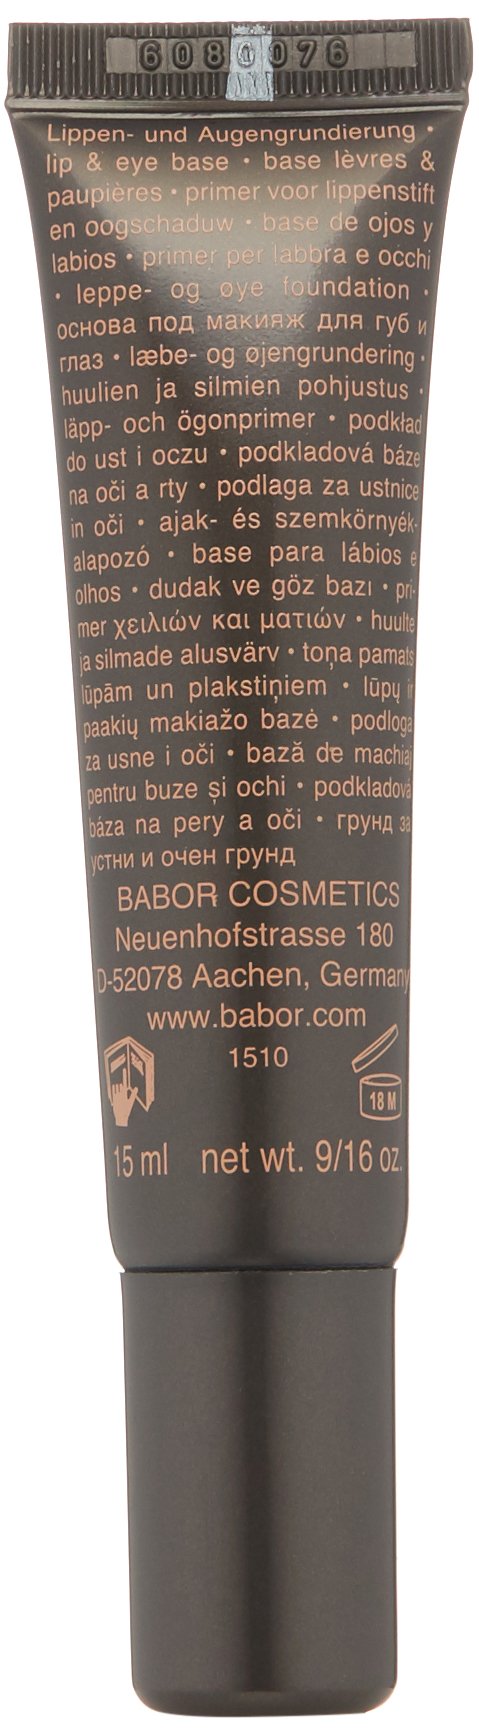 6080076
Lippen- und Augengrundierung •
lip & eye base • base lèvres &
paupières • primer voor lippenstift
en oogschaduw • base de ojos y
labios • primer per labbra e occhi
• leppe- og øye foundation •
основа под макияж для губ и
глаз • læbe- og øjengrundering •
huulien ja silmien pohjustus •
läpp- och ögonprimer • podkład
do ust i oczu • podkladová báze
na oči a rty • podlaga za ustnice
in oči • ajak- és szemkörnyék-
alapozó • base para lábios e
olhos • dudak ve göz bazı • pri-
mer χειλιών και ματιών • huulte
ja silmade alusvärv • toņa pamats
lūpām un plakstiņiem • lūpų ir
paakių makiažo bazė • podloga
za usne i oči • bază de machiaj
pentru buze și ochi • podkladová
báza na pery a oči • грунд за
устни и очен грунд
BABOR COSMETICS
Neuenhofstrasse 180
D-52078 Aachen, Germany
www.babor.com
1510
18 M
15 ml net wt. 9/16 oz.